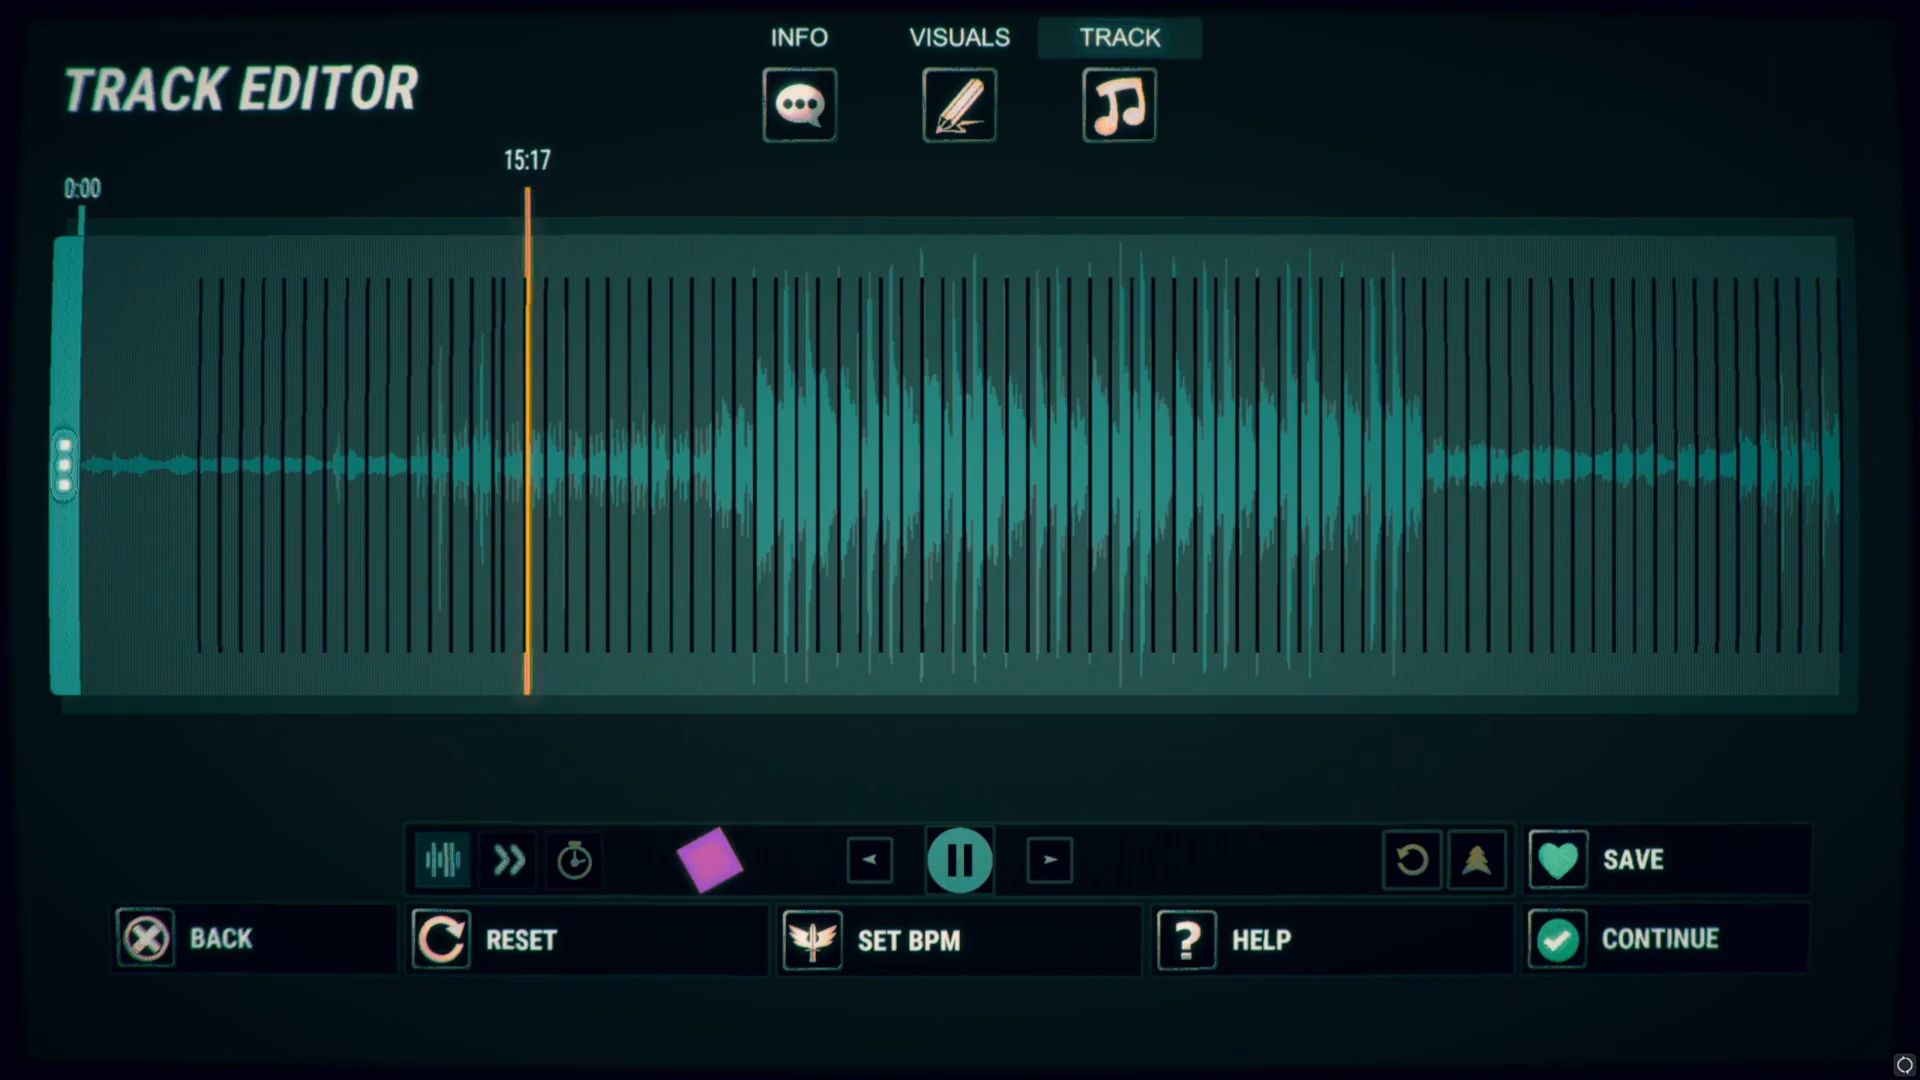 INFO
VISUALS
TRACK
TRACK EDITOR
15:17
0:00
SAVE
BACK
RESET
SET BPM
?
HELP
CONTINUE